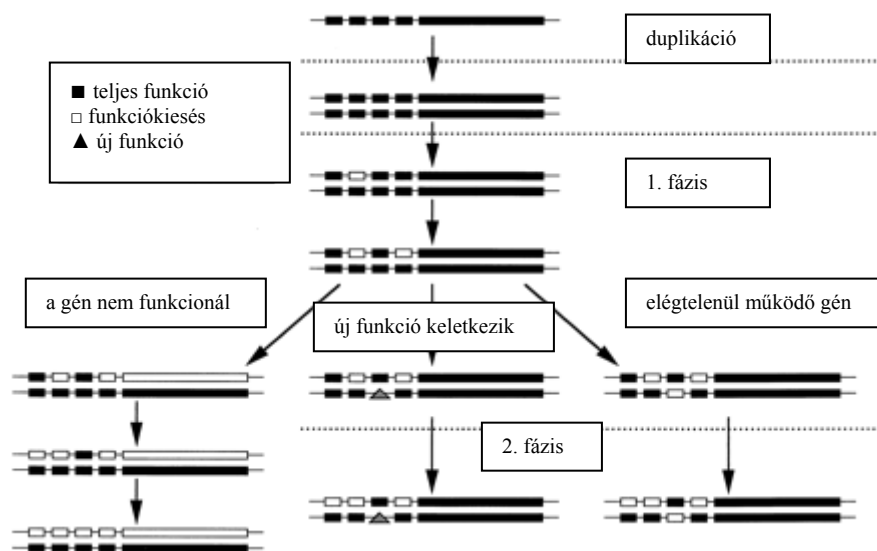 duplikáció
■ teljes funkció
□ funkciókiesés
▲ új funkció
1. fázis
a gén nem funkcionál
új funkció keletkezik
elégtelenül működő gén
2. fázis